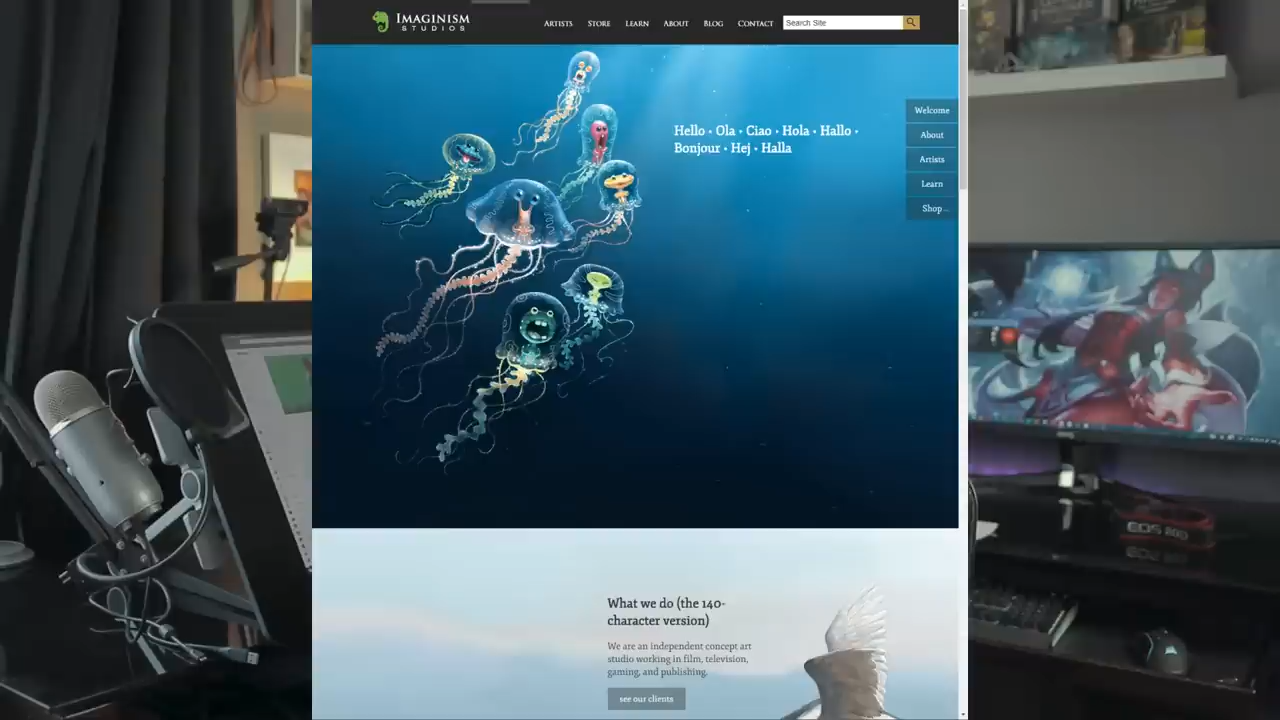 IMAGINISM
STUDIOS
ARTISTS
STORE
LEARN
ABOUT
BLOG
CONTACT
Search Site
Hello • Ola • Ciao • Hola • Hallo •
Bonjour • Hej • Halla
Welcome
About
Artists
Learn
Shop
What we do (the 140-
character version)
We are an independent concept art
studio working in film, television,
gaming, and publishing.
see our clients